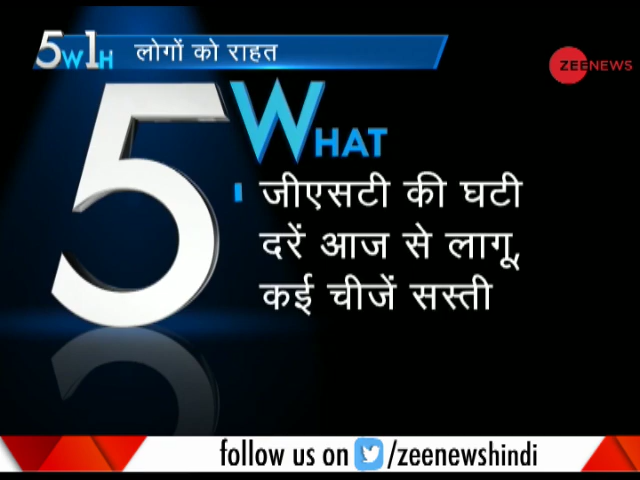 5W1H लोगों को राहत
ZEENEWS
5 WHAT
जीएसटी की घटी
दरें आज से लागू,
कई चीजें सस्ती
follow us on /zeenewshindi